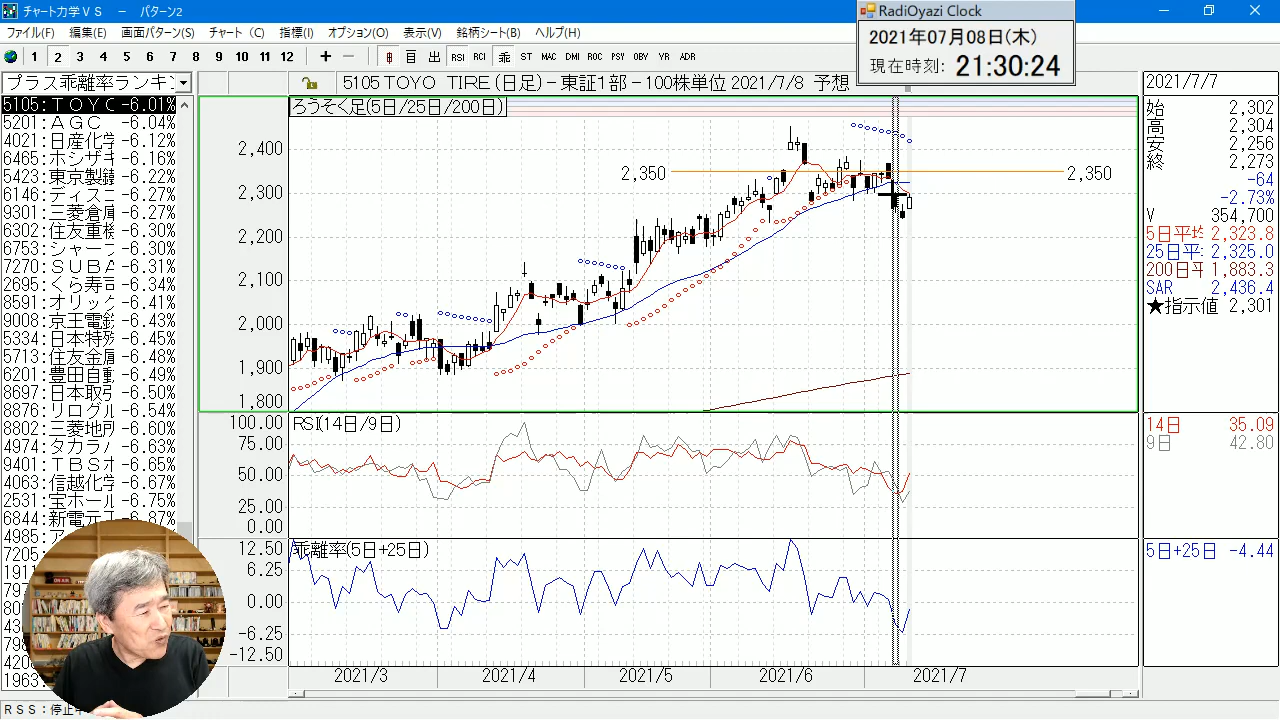 チャート力学ＶＳ － パターン2
RadiOyazi Clock
2021年07月08日(木)
現在時刻: 21:30:24
ファイル(F) 編集(E) 画面パターン(S) チャート (C) 指標(I) オプション(O) 表示(V) 銘柄シート(B) ヘルプ(H)
1 2 3 4 5 6 7 8 9 10 11 12 + － 日 出 RSI RCI 乖 ST MAC DMI ROC PSY OBY YR ADR
プラス乖離率ランキン
5105 TOYO TIRE (日足)－東証1部－100株単位 2021/7/8 予想
2021/7/7
5105:ＴＯＹＯ -6.01%
5201:ＡＧＣ -6.04%
4021:日産化学 -6.12%
6465:ホシザキ -6.16%
5423:東京製鐵 -6.22%
6146:ディスコ -6.27%
9301:三菱倉庫 -6.27%
6302:住友重機 -6.30%
6753:シャープ -6.30%
7270:ＳＵＢＡ -6.31%
2695:くら寿司 -6.34%
8591:オリック -6.41%
9008:京王電鉄 -6.43%
5334:日本特殊 -6.45%
5713:住友金属 -6.48%
6201:豊田自動 -6.49%
8697:日本取引 -6.50%
8876:リログル -6.54%
8802:三菱地所 -6.60%
4974:タカラバ -6.63%
9401:ＴＢＳホ -6.65%
4063:信越化学 -6.67%
2531:宝ホール -6.75%
6844:新電元工 -6.87%
4985:ア
7205:
ろうそく足(5日/25日/200日)
2,400
2,300
2,200
2,100
2,000
1,900
1,800
2,350
2,350
RSI(14日/9日)
100.00
75.00
50.00
25.00
0.00
乖離率(5日+25日)
12.50
6.25
0.00
-6.25
-12.50
2021/3 2021/4 2021/5 2021/6 2021/7
始 2,302
高 2,304
安 2,256
終 2,273
-64
-2.73%
V 354,700
5日平均 2,323.8
25日平 2,325.0
200日平 1,883.3
SAR 2,436.4
★指示値 2,301
14日 35.09
9日 42.80
5日+25日 -4.44
ON AIR
ＲＳＳ:停止